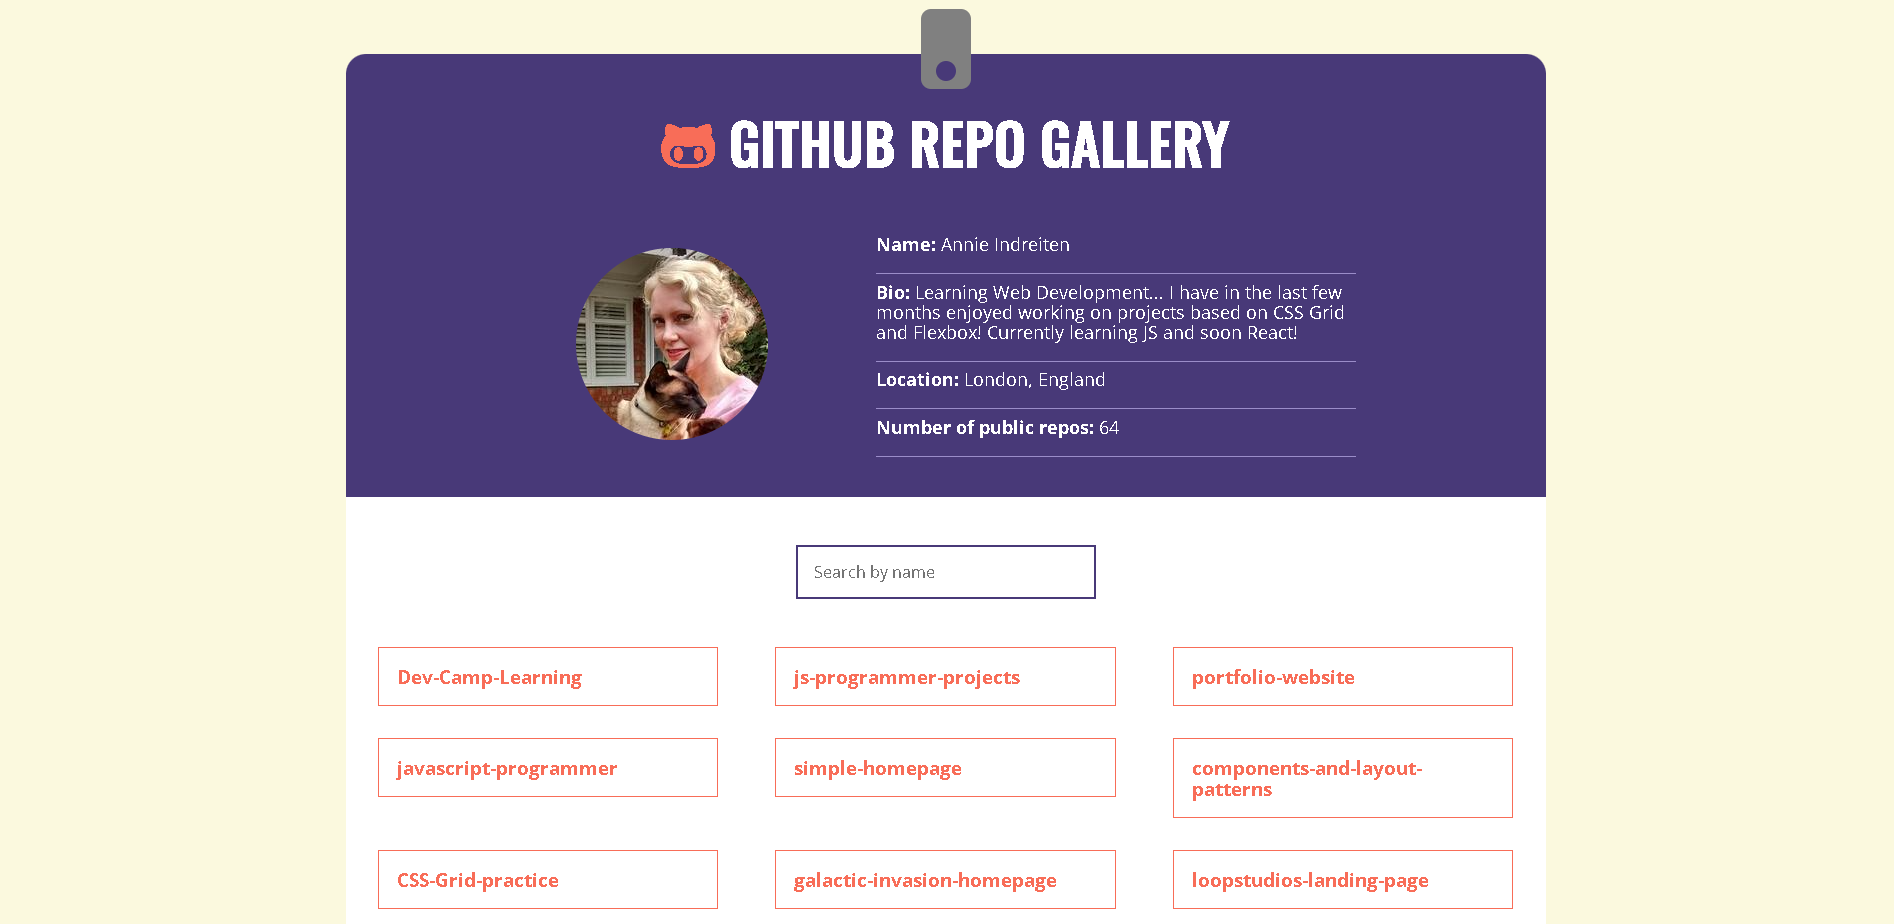 GITHUB REPO GALLERY
Name: Annie Indreiten
Bio: Learning Web Development... I have in the last few
months enjoyed working on projects based on CSS Grid
and Flexbox! Currently learning JS and soon React!
Location: London, England
Number of public repos: 64
Search by name
Dev-Camp-Learning
js-programmer-projects
portfolio-website
javascript-programmer
simple-homepage
components-and-layout-
patterns
CSS-Grid-practice
galactic-invasion-homepage
loopstudios-landing-page